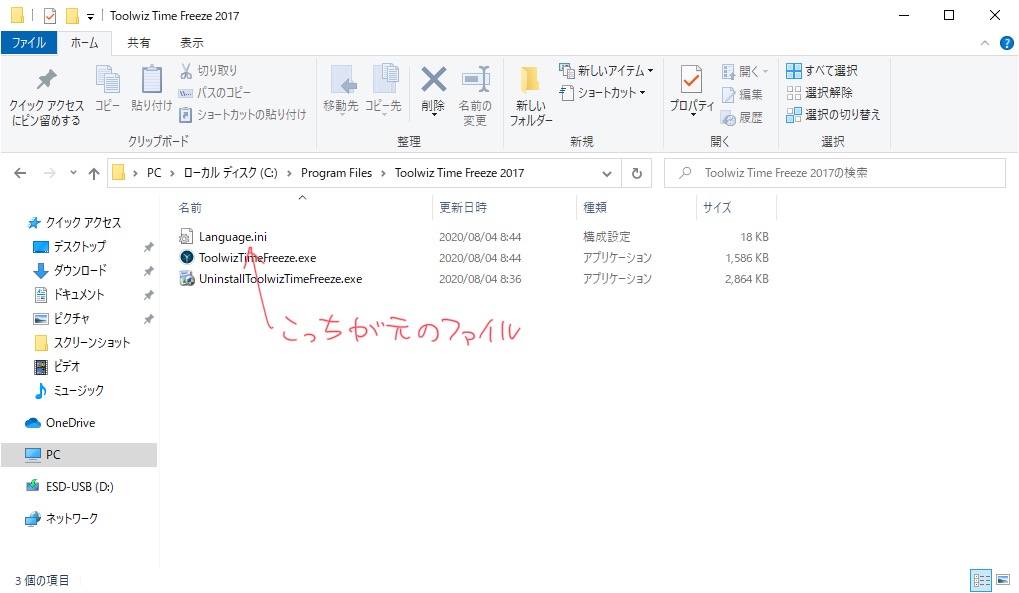 Toolwiz Time Freeze 2017
ファイル ホーム 共有 表示
クイック アクセス
にピン留めする
コピー
貼り付け
切り取り
パスのコピー
ショートカットの貼り付け
クリップボード
移動先
コピー先
削除
名前の
変更
整理
新しい
フォルダー
新しいアイテム
ショートカット
新規
プロパティ
開く
編集
履歴
開く
すべて選択
選択解除
選択の切り替え
選択
PC › ローカル ディスク (C:) › Program Files › Toolwiz Time Freeze 2017
Toolwiz Time Freeze 2017の検索
クイック アクセス
デスクトップ
ダウンロード
ドキュメント
ピクチャ
スクリーンショット
ビデオ
ミュージック
OneDrive
PC
ESD-USB (D:)
ネットワーク
名前 更新日時 種類 サイズ
Language.ini 2020/08/04 8:44 構成設定 18 KB
ToolwizTimeFreeze.exe 2020/08/04 8:44 アプリケーション 1,586 KB
UninstallToolwizTimeFreeze.exe 2020/08/04 8:36 アプリケーション 2,864 KB
こっちが元のファイル
3 個の項目